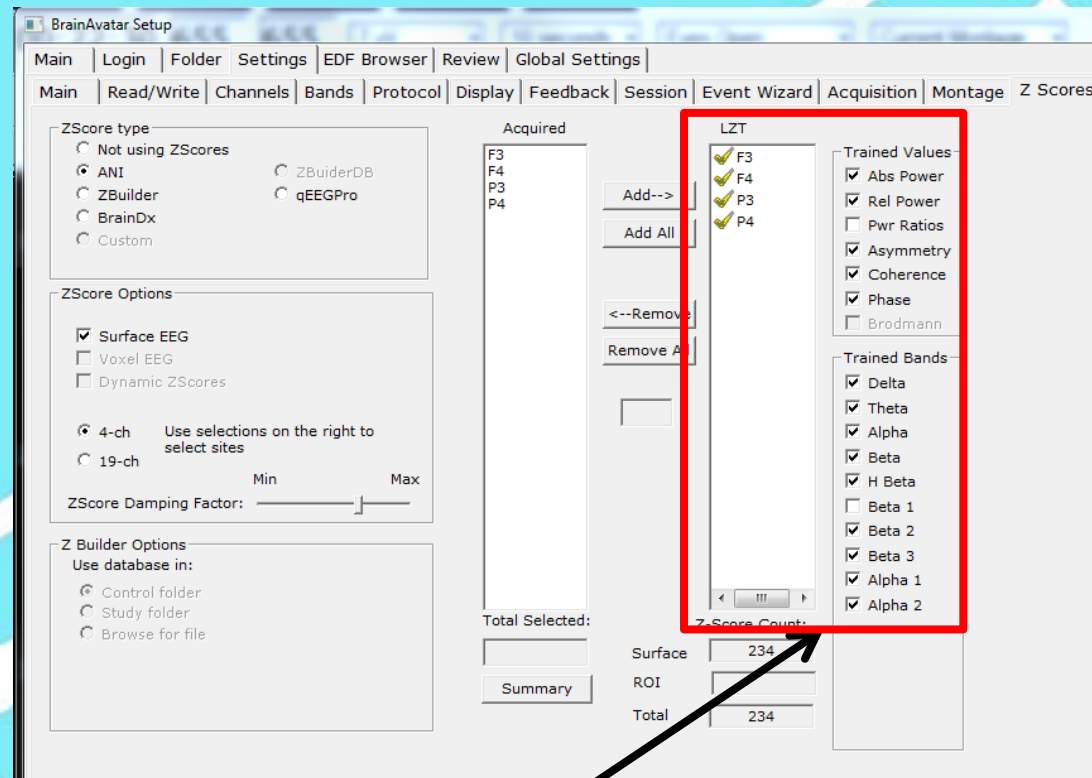 BrainAvatar Setup
Main Login Folder Settings EDF Browser Review Global Settings
Main Read/Write Channels Bands Protocol Display Feedback Session Event Wizard Acquisition Montage Z Scores
ZScore type
Not using ZScores
ANI
ZBuiderDB
ZBuilder
qEEGPro
BrainDx
Custom
ZScore Options
Surface EEG
Voxel EEG
Dynamic ZScores
4-ch
Use selections on the right to
select sites
19-ch
Min Max
ZScore Damping Factor:
Z Builder Options
Use database in:
Control folder
Study folder
Browse for file
Acquired
F3
F4
P3
P4
Total Selected:
Summary
Add-->
Add All
<--Remove
Remove All
LZT
F3
F4
P3
P4
Z-Score Count:
Surface 234
ROI
Total 234
Trained Values
Abs Power
Rel Power
Pwr Ratios
Asymmetry
Coherence
Phase
Brodmann
Trained Bands
Delta
Theta
Alpha
Beta
H Beta
Beta 1
Beta 2
Beta 3
Alpha 1
Alpha 2